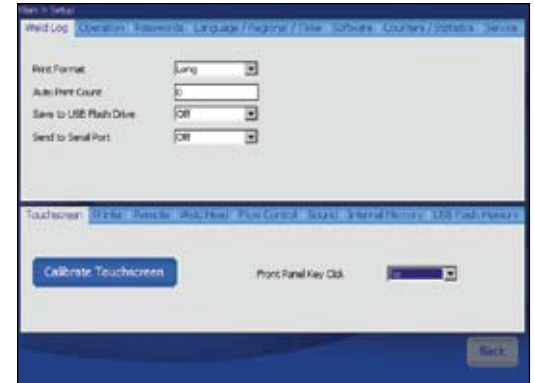 Main > Setup
Weld Log Operation Passwords Language / Regional / Time Software Counters / Statistics Service
Print Format Long
Auto Print Count 0
Save to USB Flash Drive Off
Send to Serial Port Off
Touchscreen Printer Remote Weld Head Flow Control Sound Internal Memory USB Flash Memory
Calibrate Touchscreen Front Panel Key Click
Back